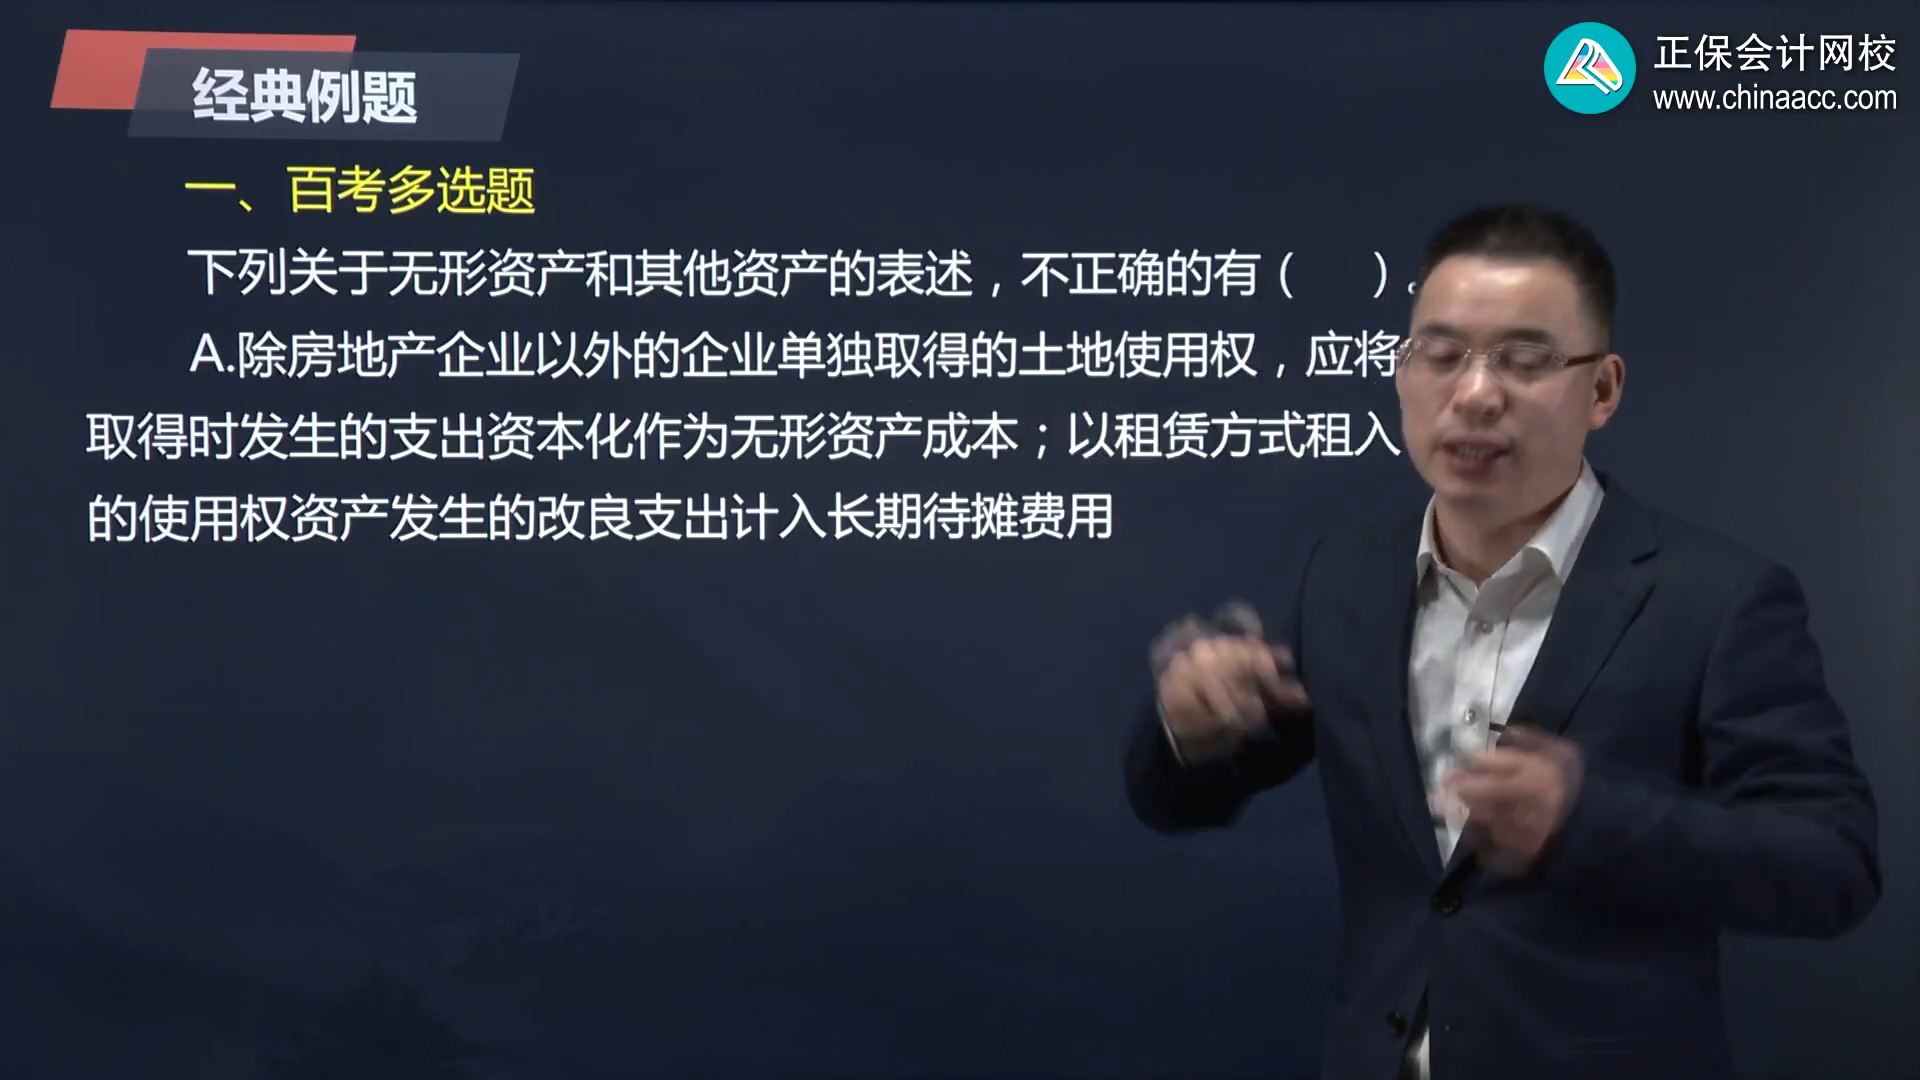 正保会计网校
www.chinaacc.com
经典例题
一、百考多选题
下列关于无形资产和其他资产的表述，不正确的有（ ）。
A.除房地产企业以外的企业单独取得的土地使用权，应将
取得时发生的支出资本化作为无形资产成本；以租赁方式租入
的使用权资产发生的改良支出计入长期待摊费用